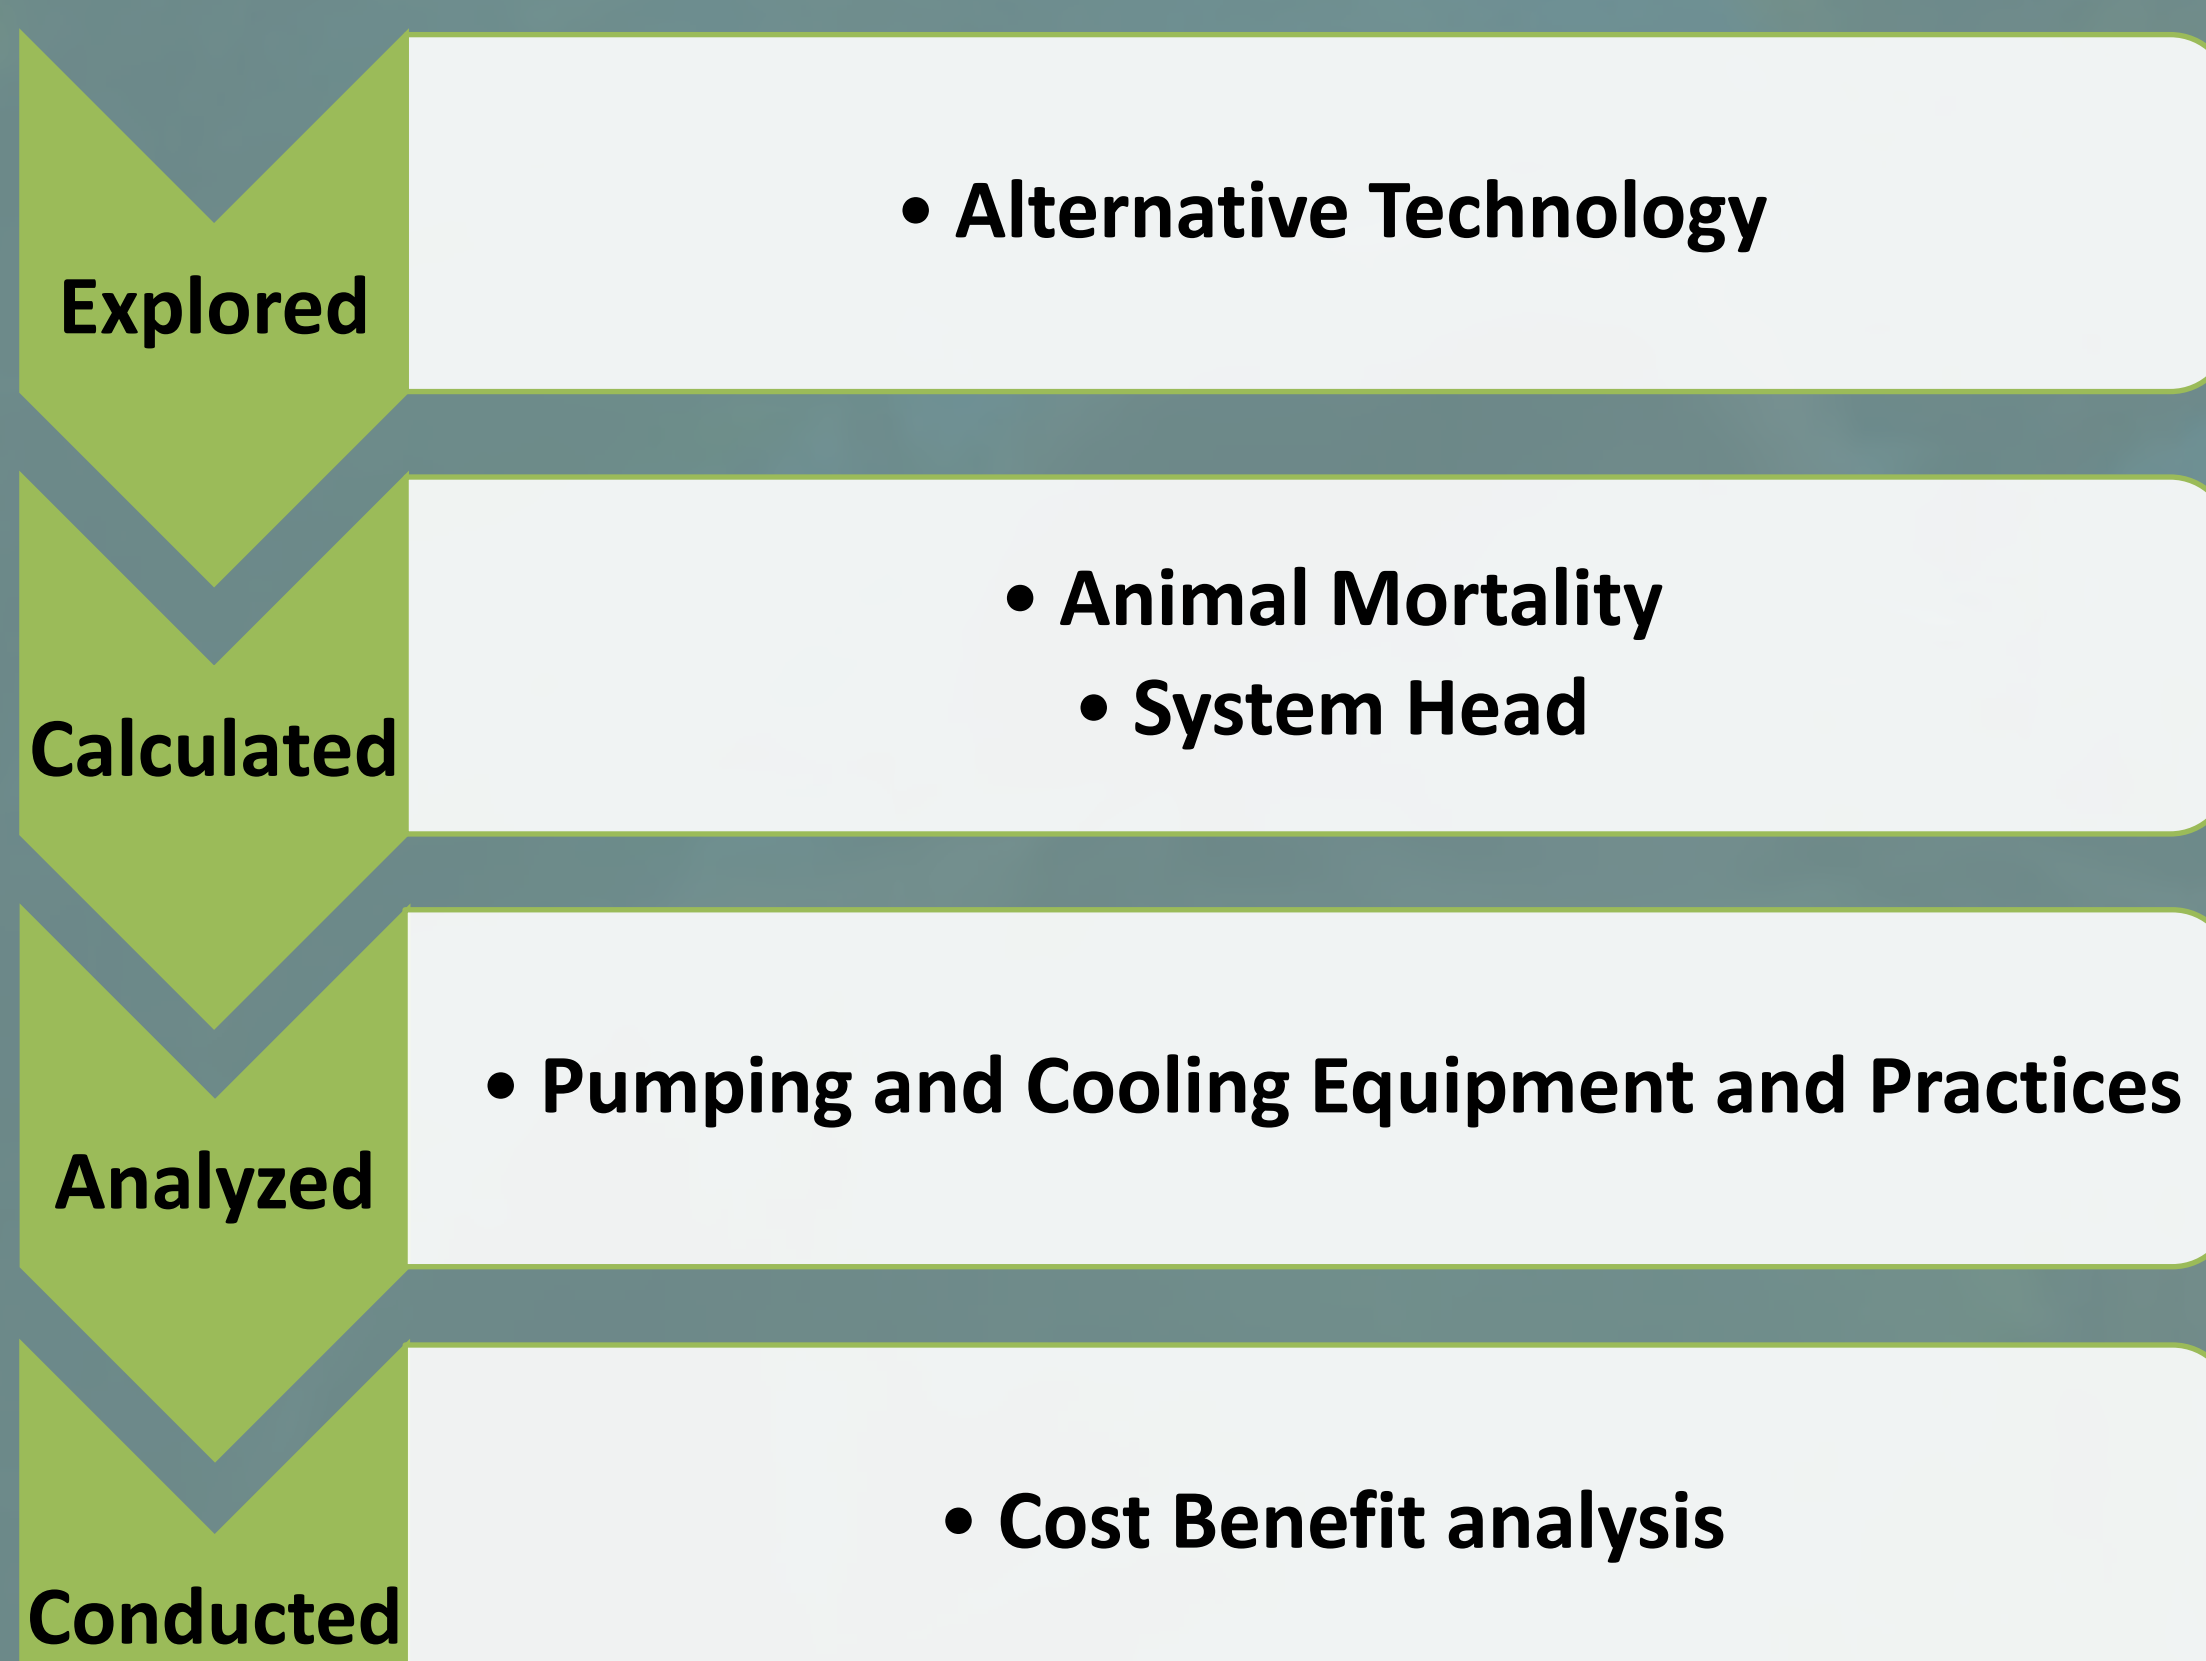 Explored
• Alternative Technology
Calculated
• Animal Mortality
• System Head
Analyzed
• Pumping and Cooling Equipment and Practices
Conducted
• Cost Benefit analysis